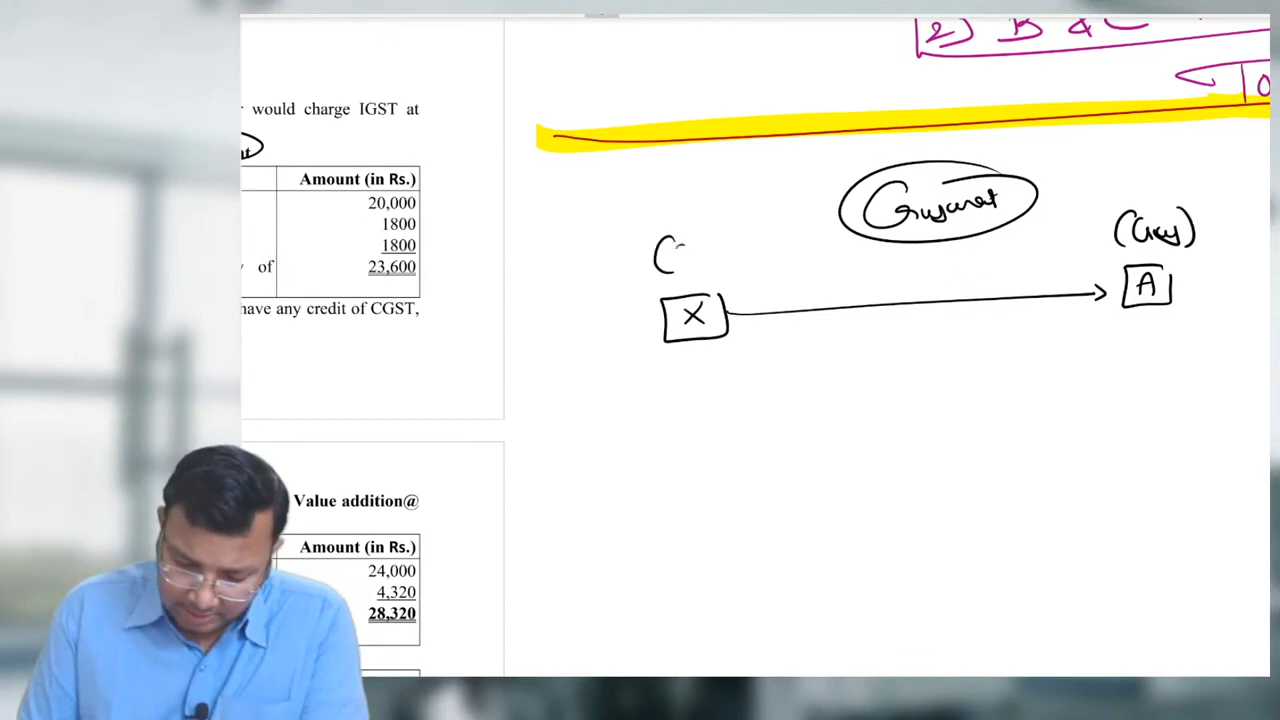 2) B & C
To
would charge IGST at
Amount (in Rs.)
20,000
1800
1800
of 23,600
have any credit of CGST,
Gujarat
(Guj)
(
X
A
Value addition@
Amount (in Rs.)
24,000
4,320
28,320